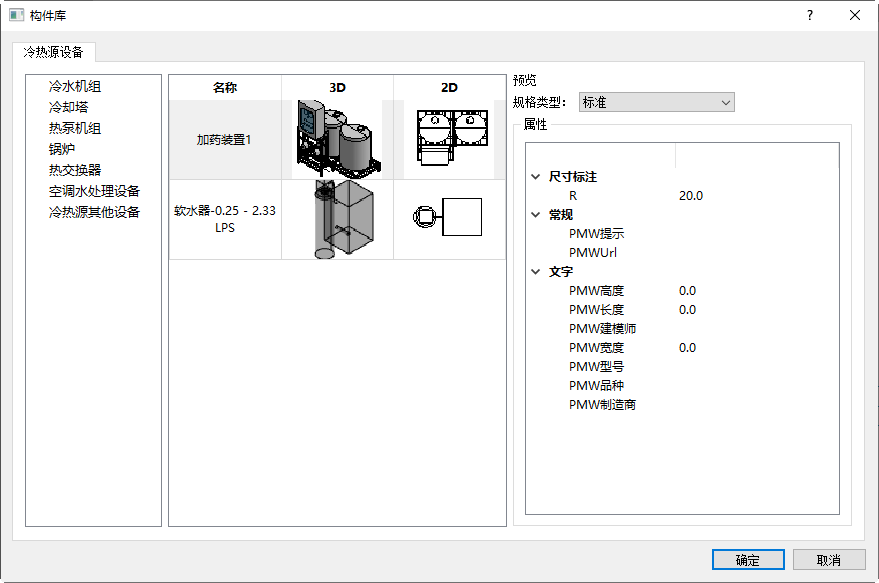 构件库
冷热源设备
冷水机组
冷却塔
热泵机组
锅炉
热交换器
空调水处理设备
冷热源其他设备
名称 3D 2D
加药装置1
软水器-0.25 - 2.33
LPS
预览
规格类型： 标准
属性
尺寸标注
R 20.0
常规
PMW提示
PMWUrl
文字
PMW高度 0.0
PMW长度 0.0
PMW建模师
PMW宽度 0.0
PMW型号
PMW品种
PMW制造商
确定 取消